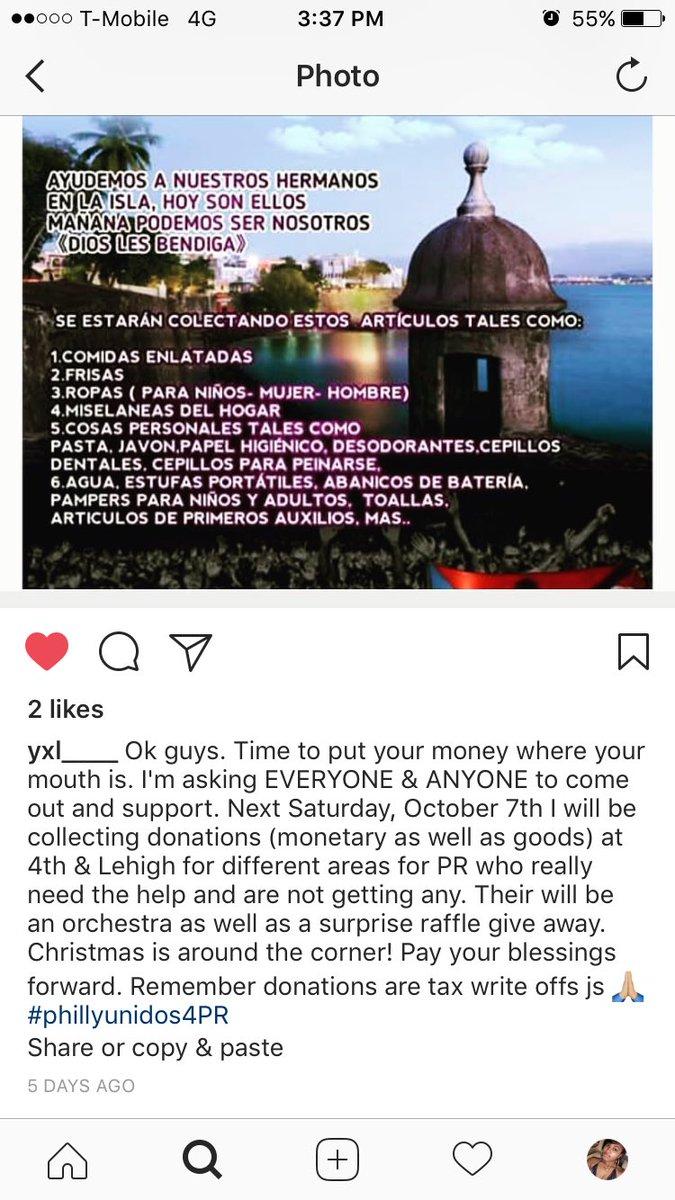 T-Mobile 4G 3:37 PM 55%
Photo
AYUDEMOS A NUESTROS HERMANOS
EN LA ISLA, HOY SON ELLOS
MAÑANA PODEMOS SER NOSOTROS
《DIOS LES BENDIGA》
SE ESTARÁN COLECTANDO ESTOS ARTÍCULOS TALES COMO:
1.COMIDAS ENLATADAS
2.FRISAS
3.ROPAS ( PARA NIÑOS- MUJER- HOMBRE)
4.MISELANEAS DEL HOGAR
5.COSAS PERSONALES TALES COMO
PASTA, JAVON,PAPEL HIGIÉNICO, DESODORANTES,CEPILLOS
DENTALES, CEPILLOS PARA PEINARSE,
6.AGUA, ESTUFAS PORTÁTILES, ABANICOS DE BATERÍA,
PAMPERS PARA NIÑOS Y ADULTOS, TOALLAS,
ARTICULOS DE PRIMEROS AUXILIOS, MAS..
2 likes
yxl____ Ok guys. Time to put your money where your
mouth is. I'm asking EVERYONE & ANYONE to come
out and support. Next Saturday, October 7th I will be
collecting donations (monetary as well as goods) at
4th & Lehigh for different areas for PR who really
need the help and are not getting any. Their will be
an orchestra as well as a surprise raffle give away.
Christmas is around the corner! Pay your blessings
forward. Remember donations are tax write offs js 🙏🏼
#phillyunidos4PR
Share or copy & paste
5 DAYS AGO